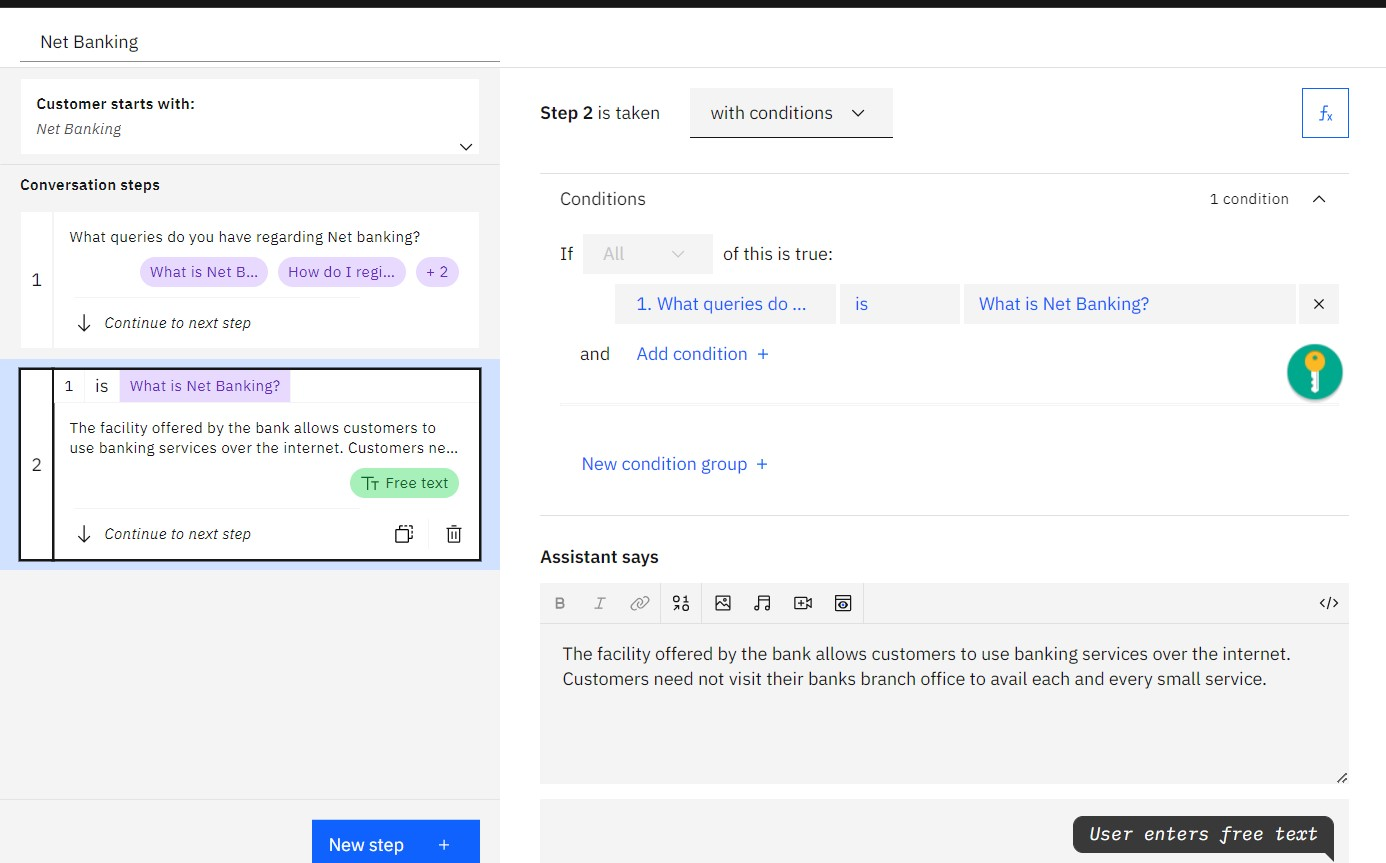 Net Banking
Customer starts with:
Net Banking
Conversation steps
1
What queries do you have regarding Net banking?
What is Net B...
How do I regi...
+ 2
Continue to next step
1 is What is Net Banking?
2
The facility offered by the bank allows customers to
use banking services over the internet. Customers ne...
Free text
Continue to next step
New step +
Step 2 is taken
with conditions
fx
Conditions
1 condition
If All of this is true:
1. What queries do ... is What is Net Banking?
and Add condition +
New condition group +
Assistant says
B I </>
The facility offered by the bank allows customers to use banking services over the internet.
Customers need not visit their banks branch office to avail each and every small service.
User enters free text